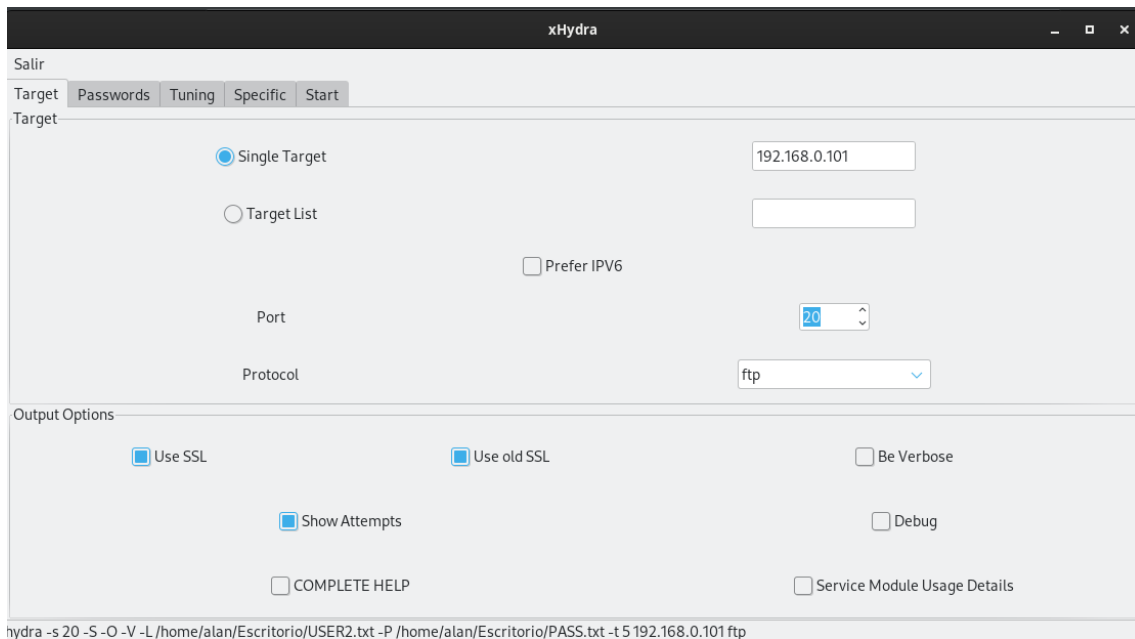 xHydra
Salir
Target Passwords Tuning Specific Start
Target
Single Target 192.168.0.101
Target List
Prefer IPV6
Port 20
Protocol ftp
Output Options
Use SSL Use old SSL Be Verbose
Show Attempts Debug
COMPLETE HELP Service Module Usage Details
hydra -s 20 -S -O -V -L /home/alan/Escritorio/USER2.txt -P /home/alan/Escritorio/PASS.txt -t 5 192.168.0.101 ftp